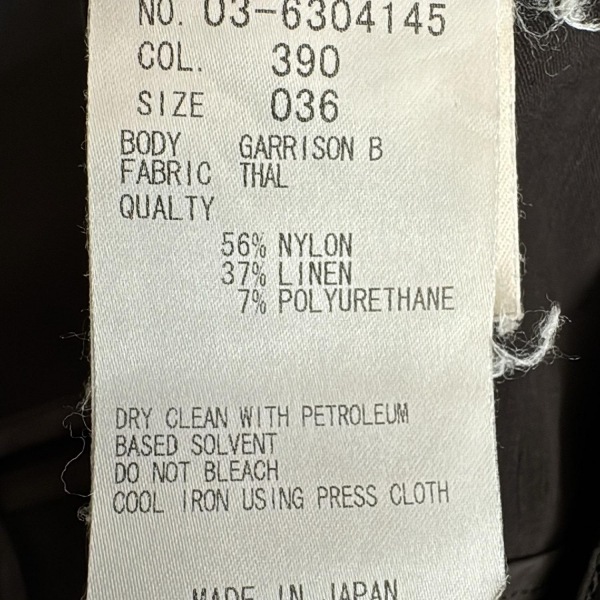 NO. 03-6304145
COL. 390
SIZE 036
BODY GARRISON B
FABRIC THAL
QUALTY
56% NYLON
37% LINEN
7% POLYURETHANE
DRY CLEAN WITH PETROLEUM
BASED SOLVENT
DO NOT BLEACH
COOL IRON USING PRESS CLOTH
MADE IN JAPAN